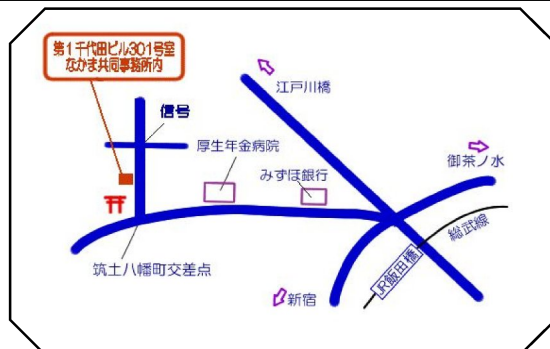 第1千代田ビル301号室
なかま共同事務所内
江戸川橋
信号
厚生年金病院
御茶ノ水
みずほ銀行
総武線
筑土八幡町交差点
JR飯田橋
新宿